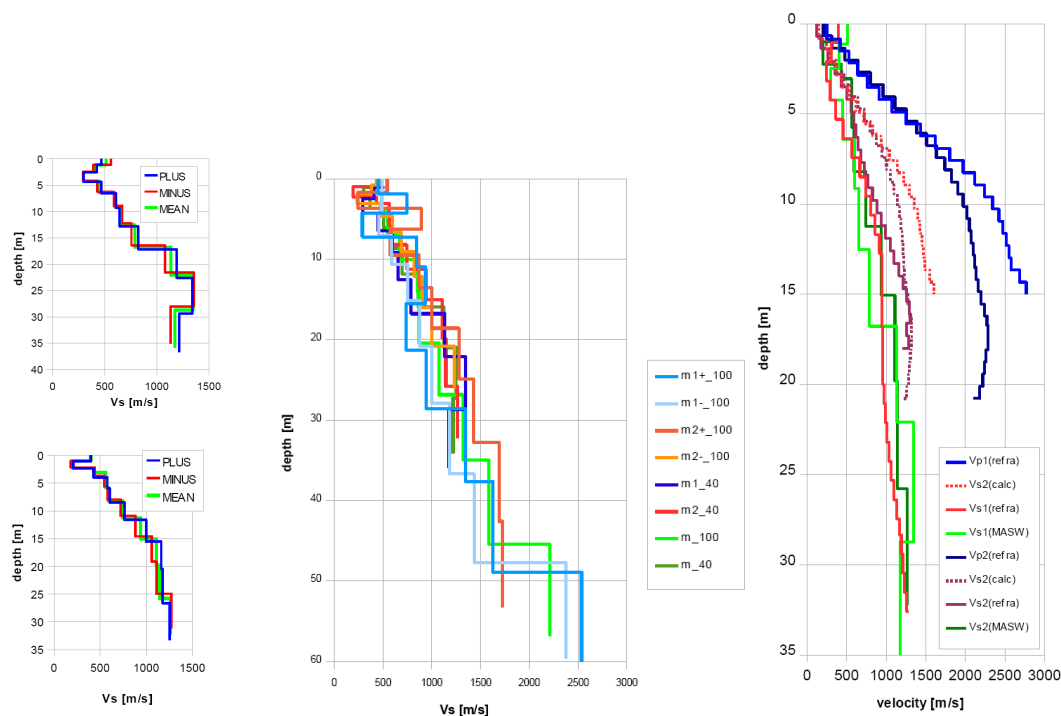 0
5
10
15
20
25
30
35
40
depth [m]
0 500 1000 1500
Vs [m/s]
PLUS
MINUS
MEAN
0
5
10
15
20
25
30
35
depth [m]
0 500 1000 1500
Vs [m/s]
PLUS
MINUS
MEAN
0
10
20
30
40
50
60
depth [m]
0 500 1000 1500 2000 2500 3000
Vs [m/s]
m1+_100
m1-_100
m2+_100
m2-_100
m1_40
m2_40
m_100
m_40
0
5
10
15
20
25
30
35
depth [m]
0 500 1000 1500 2000 2500 3000
velocity [m/s]
Vp1(refra)
Vs2(calc)
Vs1(refra)
Vs1(MASW)
Vp2(refra)
Vs2(calc)
Vs2(refra)
Vs2(MASW)